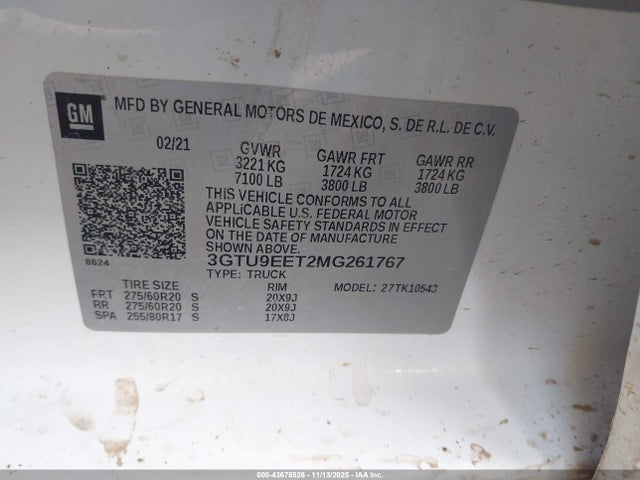 GM
MFD BY GENERAL MOTORS DE MEXICO, S. DE R.L. DE C.V.
02/21 GVWR GAWR FRT GAWR RR
3221 KG 1724 KG 1724 KG
7100 LB 3800 LB 3800 LB
THIS VEHICLE CONFORMS TO ALL
APPLICABLE U.S. FEDERAL MOTOR
VEHICLE SAFETY STANDARDS IN EFFECT
ON THE DATE OF MANUFACTURE
SHOWN ABOVE.
8624
3GTU9EET2MG261767
TYPE: TRUCK MODEL: 27TK10543
TIRE SIZE RIM
FRT 275/60R20 S 20X9J
RR 275/60R20 S 20X9J
SPA 255/80R17 S 17X8J
000-43678526 - 11/13/2025 - IAAI, INC.